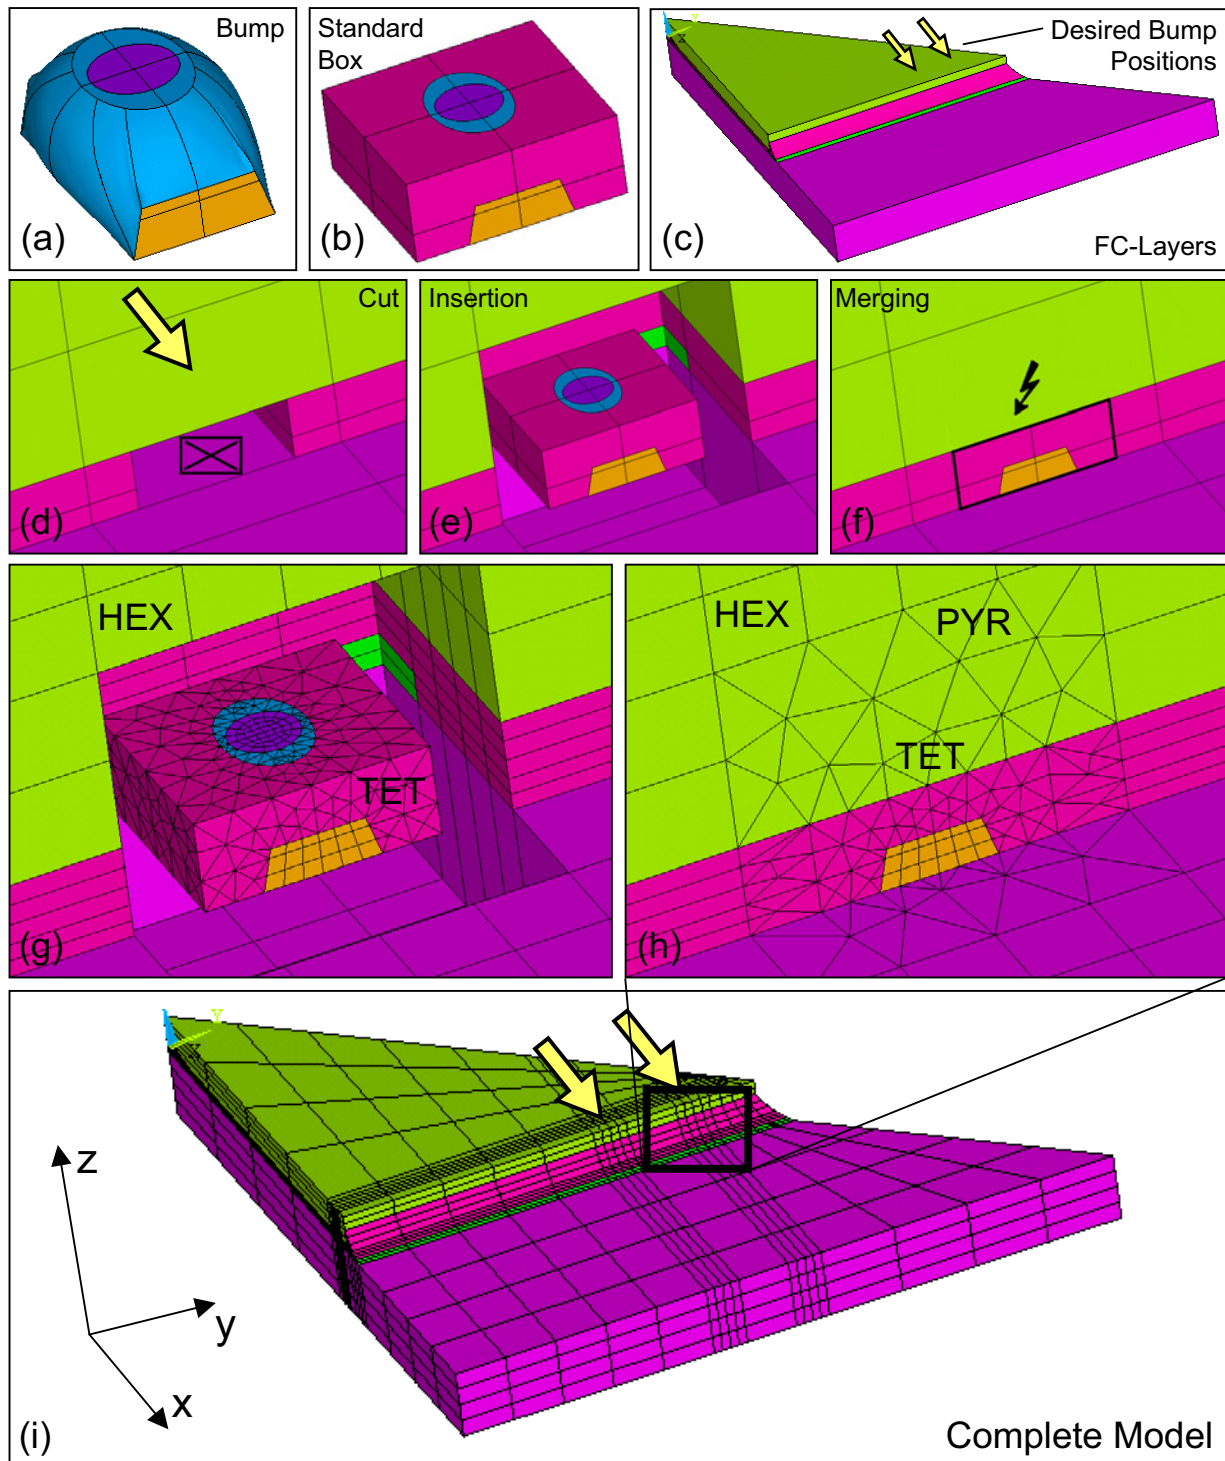 Bump
(a)
Standard
Box
(b)
Desired Bump
Positions
(c)
FC-Layers
X
Y
Cut
(d)
Insertion
(e)
Merging
(f)
HEX
TET
(g)
HEX
PYR
TET
(h)
Y
X
z
y
x
(i)
Complete Model